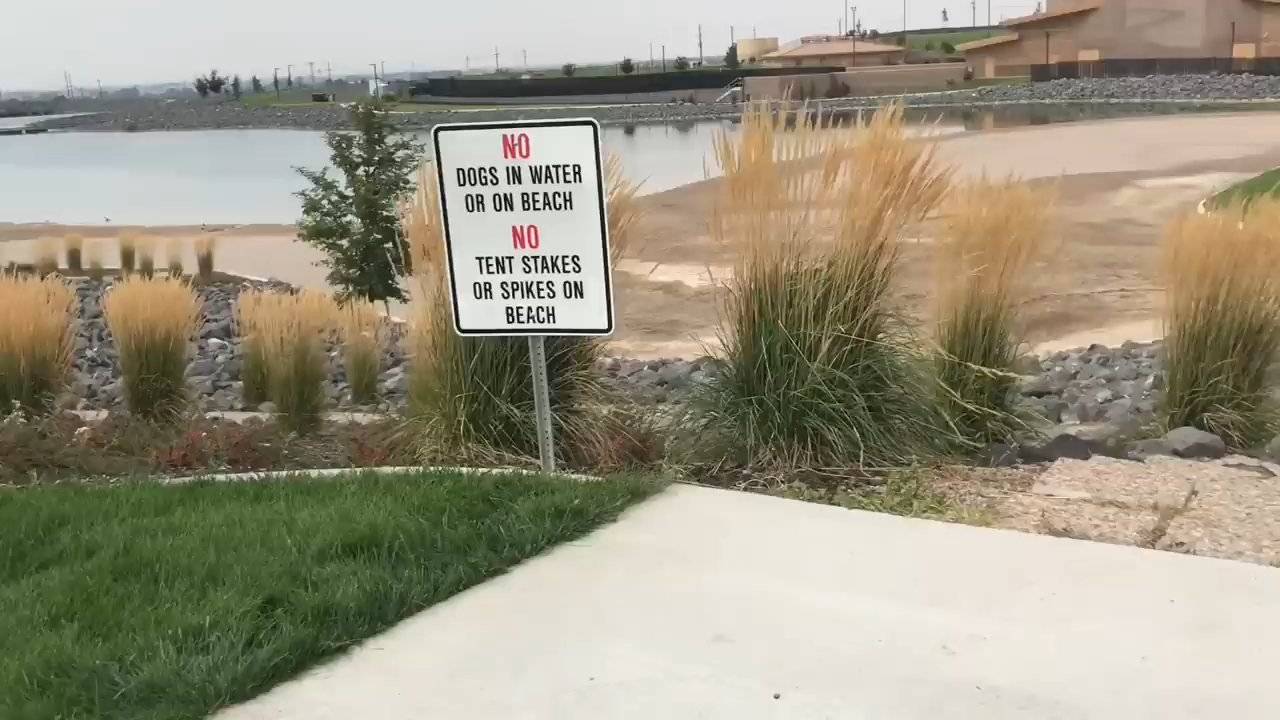 NO
DOGS IN WATER
OR ON BEACH
NO
TENT STAKES
OR SPIKES ON
BEACH